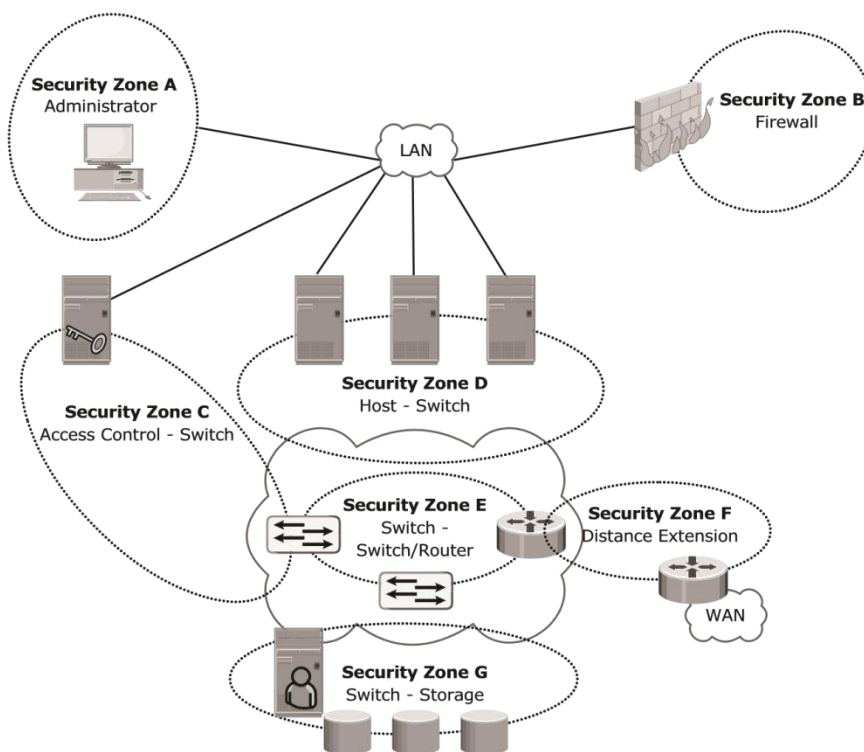 Security Zone A
Administrator
Security Zone B
Firewall
LAN
Security Zone C
Access Control - Switch
Security Zone D
Host - Switch
Security Zone E
Switch -
Switch/Router
Security Zone F
Distance Extension
WAN
Security Zone G
Switch - Storage